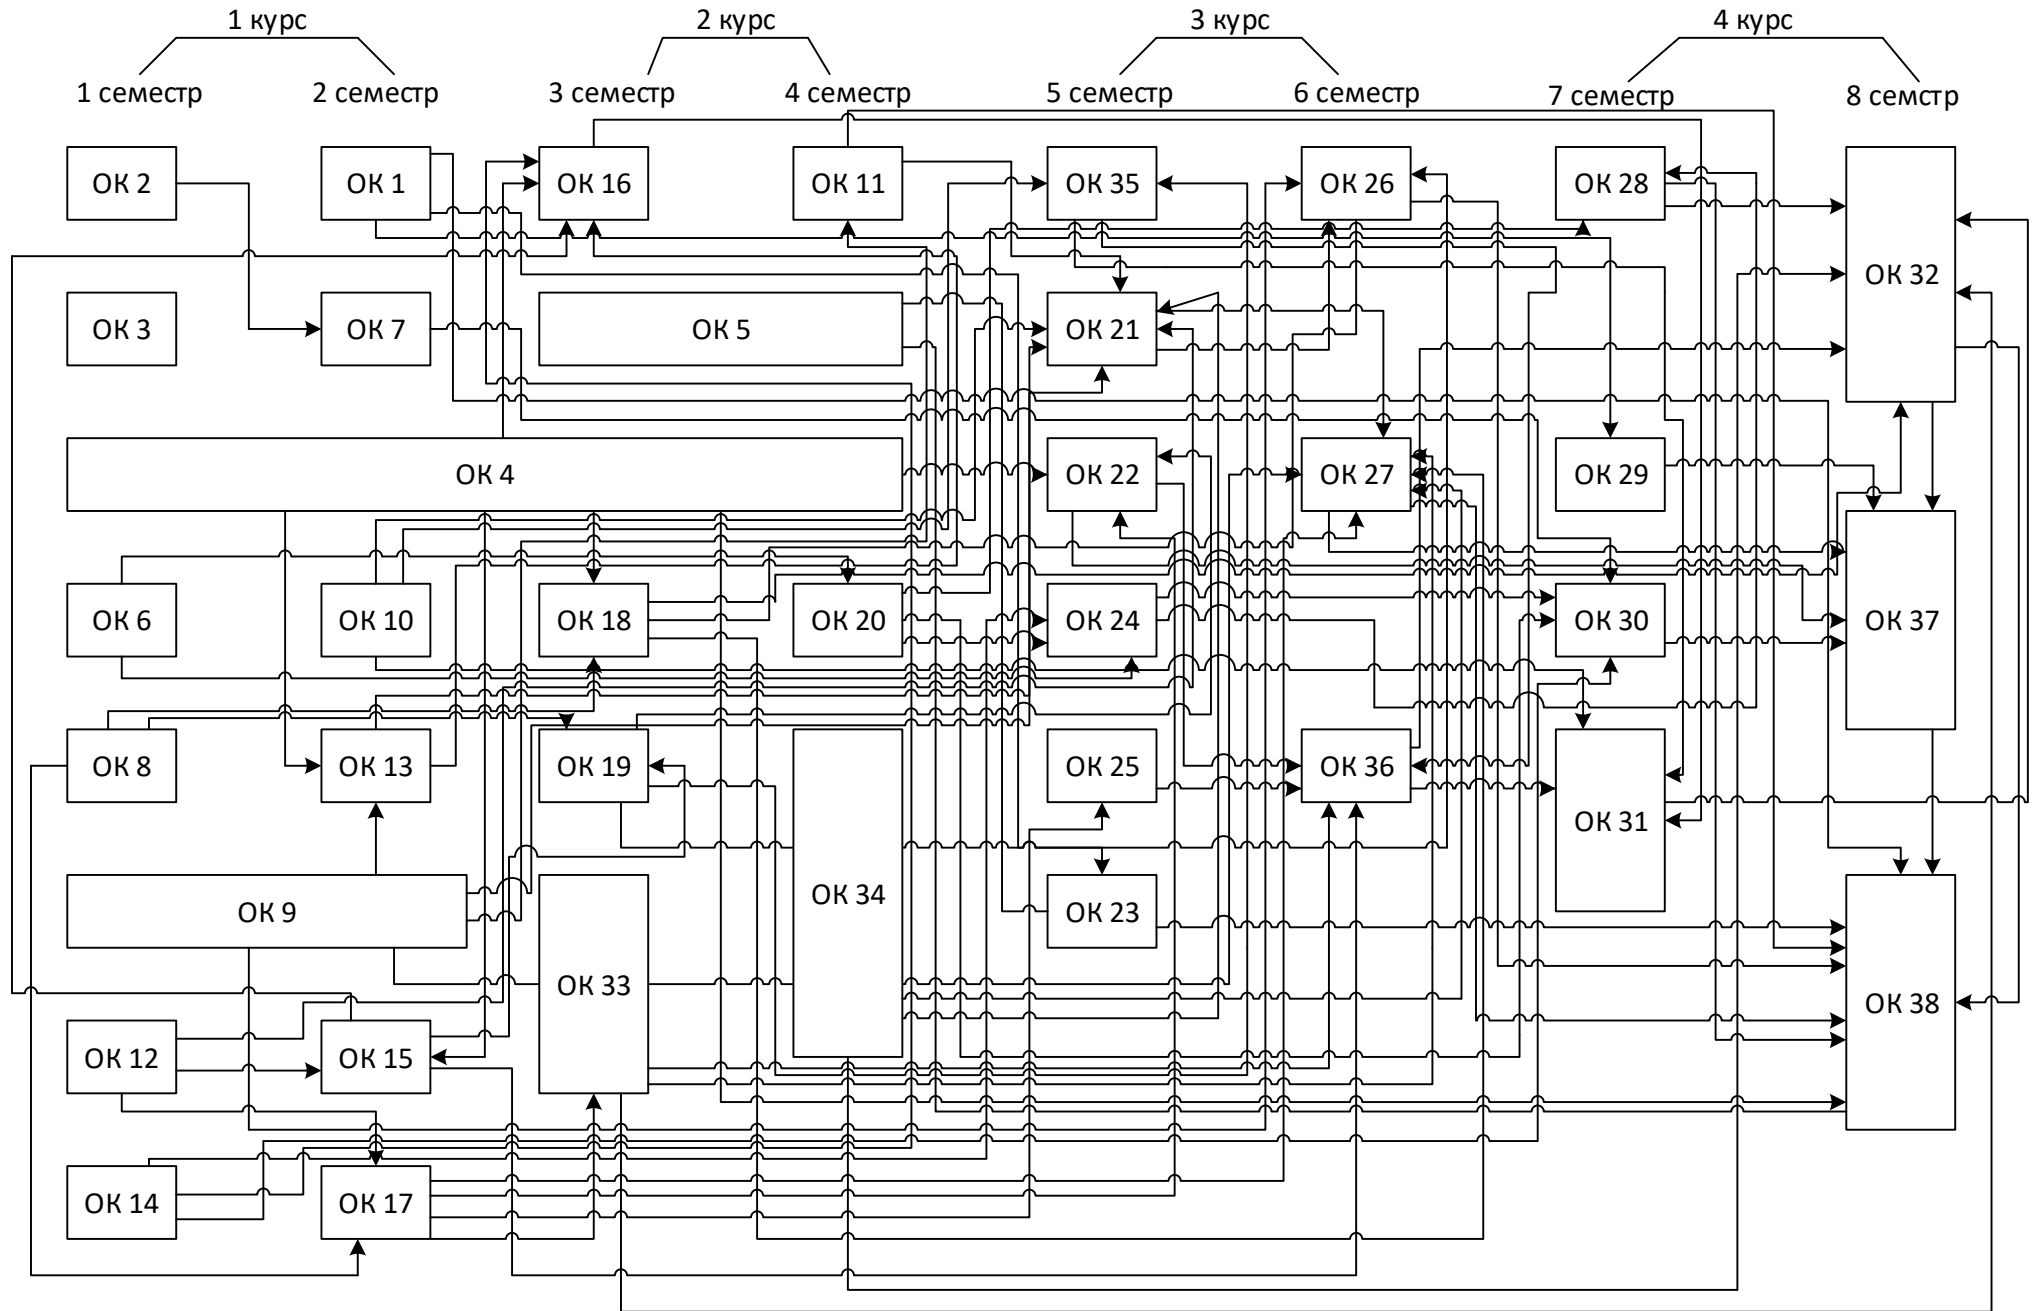 1 курс 2 курс 3 курс 4 курс
1 семестр 2 семестр 3 семестр 4 семестр 5 семестр 6 семестр 7 семестр 8 семстр
ОК 2 ОК 1 ОК 16 ОК 11 ОК 35 ОК 26 ОК 28
ОК 32
ОК 3 ОК 7 ОК 5 ОК 21
ОК 4 ОК 22 ОК 27 ОК 29
ОК 6 ОК 10 ОК 18 ОК 20 ОК 24 ОК 30 ОК 37
ОК 8 ОК 13 ОК 19 ОК 25 ОК 36
ОК 31
ОК 9 ОК 34 ОК 23
ОК 33
ОК 38
ОК 12 ОК 15
ОК 14 ОК 17